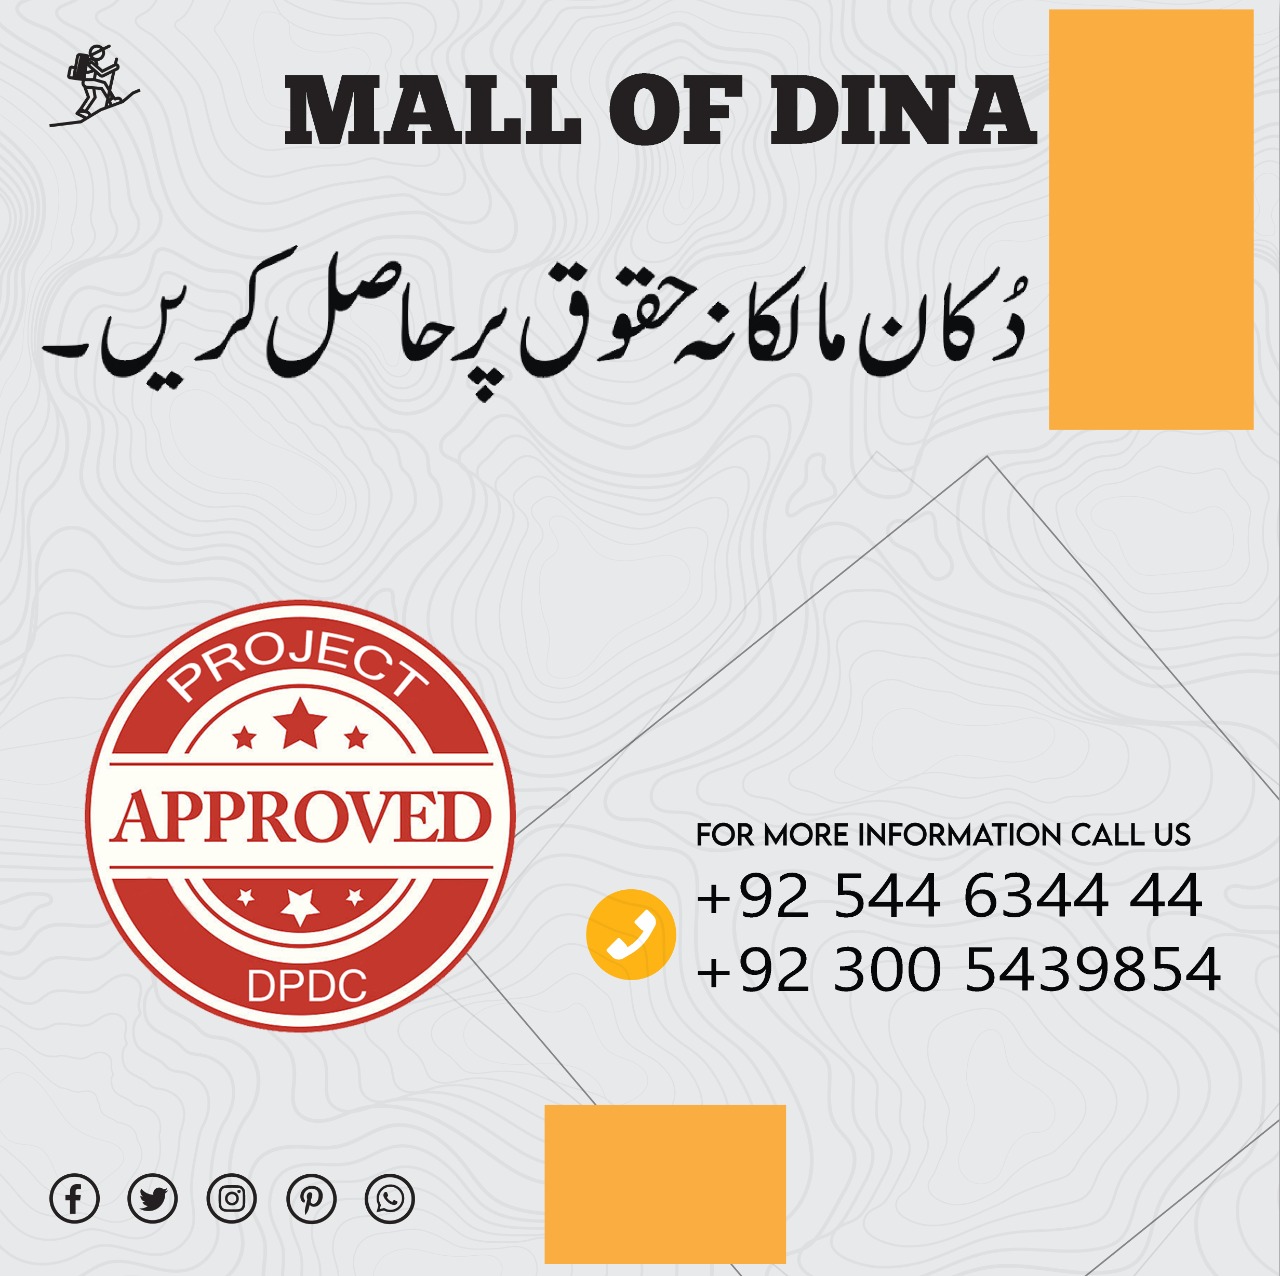 MALL OF DINA
دُکان مالکانہ حقوق پر حاصل کریں۔
PROJECT
APPROVED
DPDC
FOR MORE INFORMATION CALL US
+92 544 6344 44
+92 300 5439854